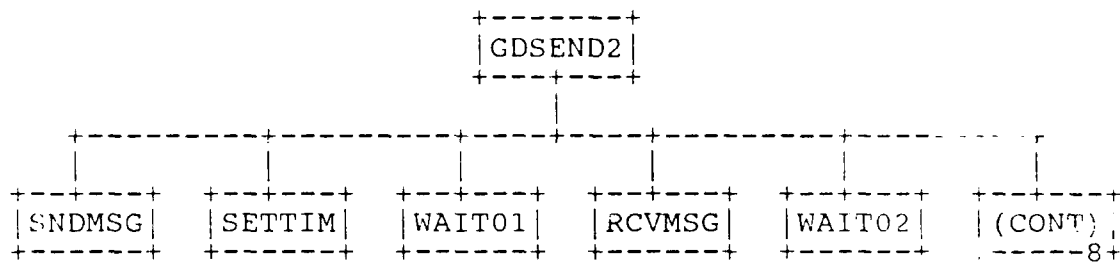 GDSEND2
SNDMSG SETTIM WAIT01 RCVMSG WAIT02 (CONT)
8